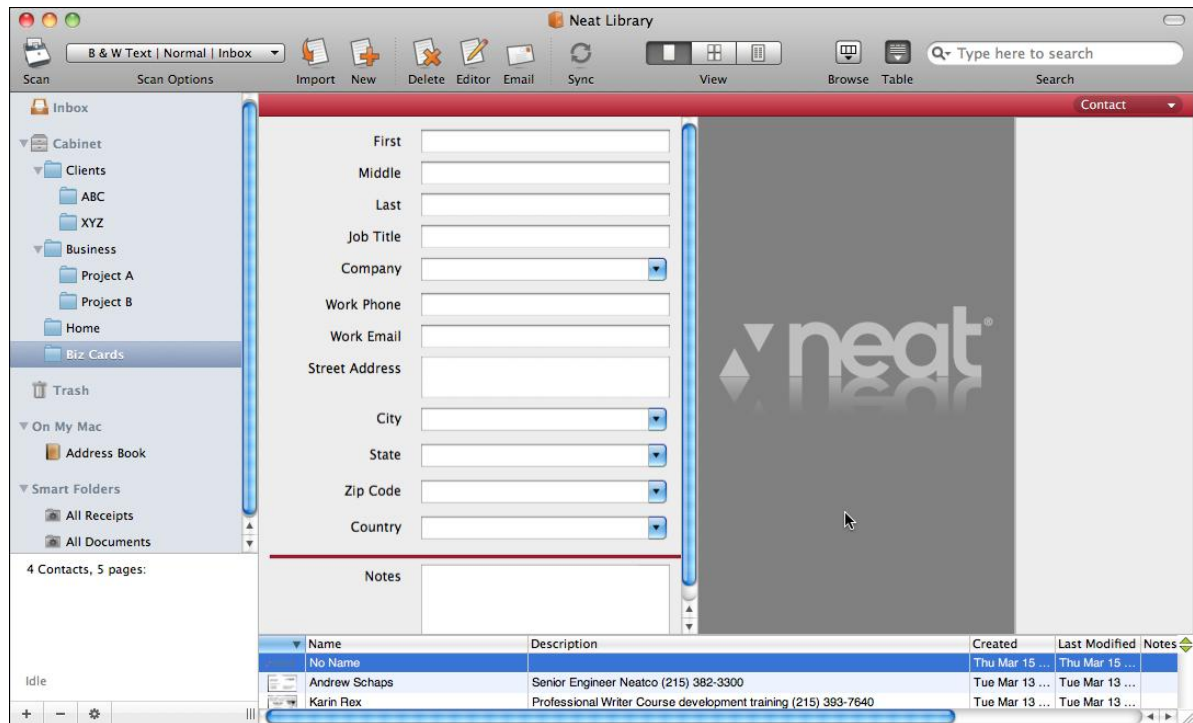 Neat Library
B & W Text | Normal | Inbox
Type here to search
Scan Scan Options Import New Delete Editor Email Sync View Browse Table Search
Inbox
Contact
Cabinet
Clients
ABC
XYZ
Business
Project A
Project B
Home
Biz Cards
Trash
On My Mac
Address Book
Smart Folders
All Receipts
All Documents
4 Contacts, 5 pages:
Idle
First
Middle
Last
Job Title
Company
Work Phone
Work Email
Street Address
City
State
Zip Code
Country
Notes
neat®
Name Description Created Last Modified Notes
No Name Thu Mar 15 ... Thu Mar 15 ...
Andrew Schaps Senior Engineer Neatco (215) 382-3300 Tue Mar 13 ... Tue Mar 13 ...
Karin Rex Professional Writer Course development training (215) 393-7640 Tue Mar 13 ... Tue Mar 13 ...